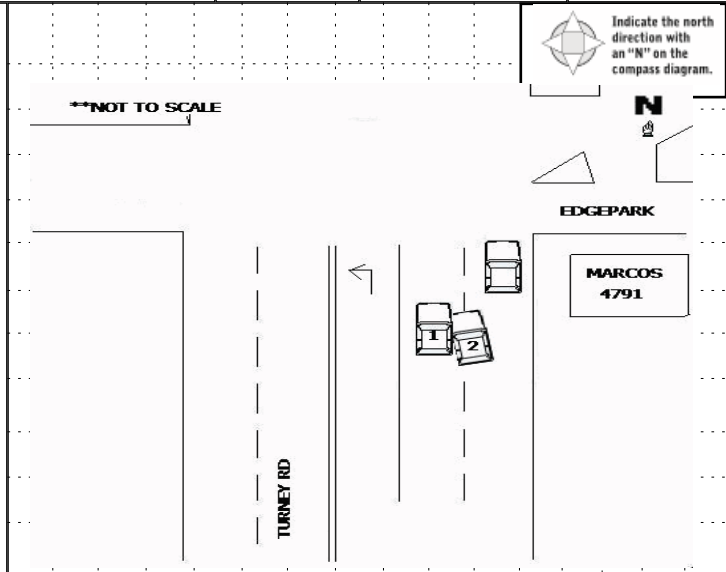 Indicate the north
direction with
an “N” on the
compass diagram.
**NOT TO SCALE
N
EDGEPARK
MARCOS
4791
1
2
TURNEY RD